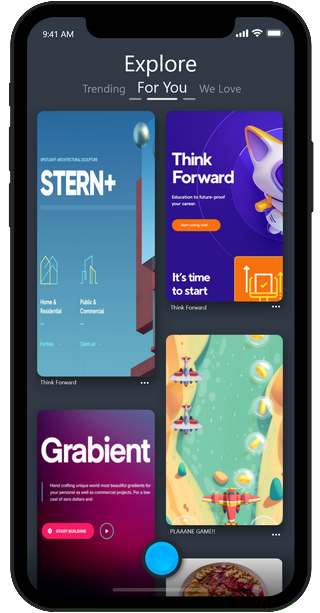 9:41 AM
Explore
Trending For You We Love
SPOTLIGHT ARCHITECTURAL SCULPTURE
STERN+
Home &
Residential
Public &
Commercial
Portfolio
Client List
Think Forward
Think
Forward
Education to future-proof
your career.
Start coding now!
It's time
to start
Think Forward
Grabient
Hand crafting unique world most beautiful gradients for
your personal as well as commercial projects. For a low
cost of zero dollars and
START BUILDING
PLAAANE GAME!!